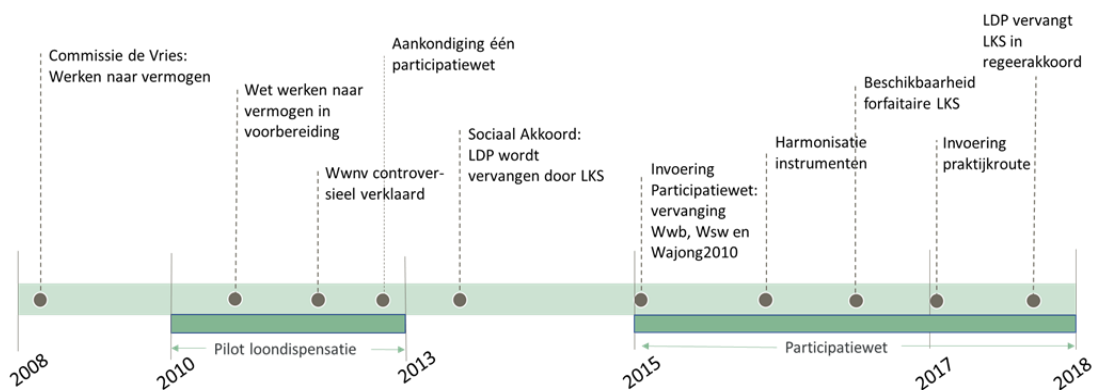 Commissie de Vries:
Werken naar vermogen
Wet werken naar
vermogen in
voorbereiding
Wwnv controver-
sieel verklaard
Aankondiging één
participatiewet
Sociaal Akkoord:
LDP wordt
vervangen door LKS
Invoering
Participatiewet:
vervanging
Wwb, Wsw en
Wajong2010
Harmonisatie
instrumenten
Beschikbaarheid
forfaitaire LKS
Invoering
praktijkroute
LDP vervangt
LKS in
regeerakkoord
Pilot loondispensatie
Participatiewet
2008
2010
2013
2015
2017
2018